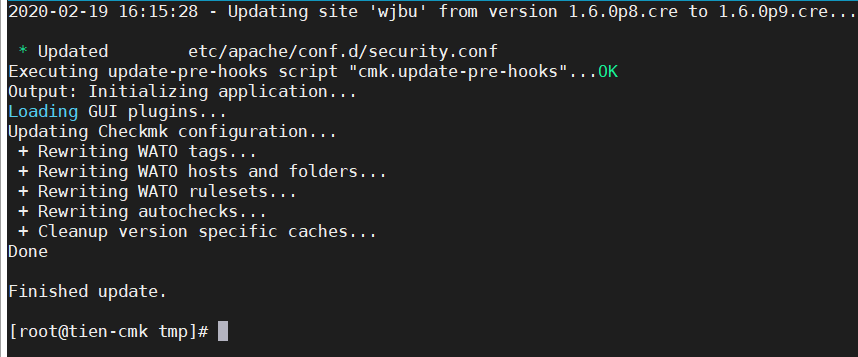 2020-02-19 16:15:28 - Updating site 'wjbu' from version 1.6.0p8.cre to 1.6.0p9.cre...
* Updated        etc/apache/conf.d/security.conf
Executing update-pre-hooks script "cmk.update-pre-hooks"...OK
Output: Initializing application...
Loading GUI plugins...
Updating Checkmk configuration...
+ Rewriting WATO tags...
+ Rewriting WATO hosts and folders...
+ Rewriting WATO rulesets...
+ Rewriting autochecks...
+ Cleanup version specific caches...
Done
Finished update.
[root@tien-cmk tmp]#